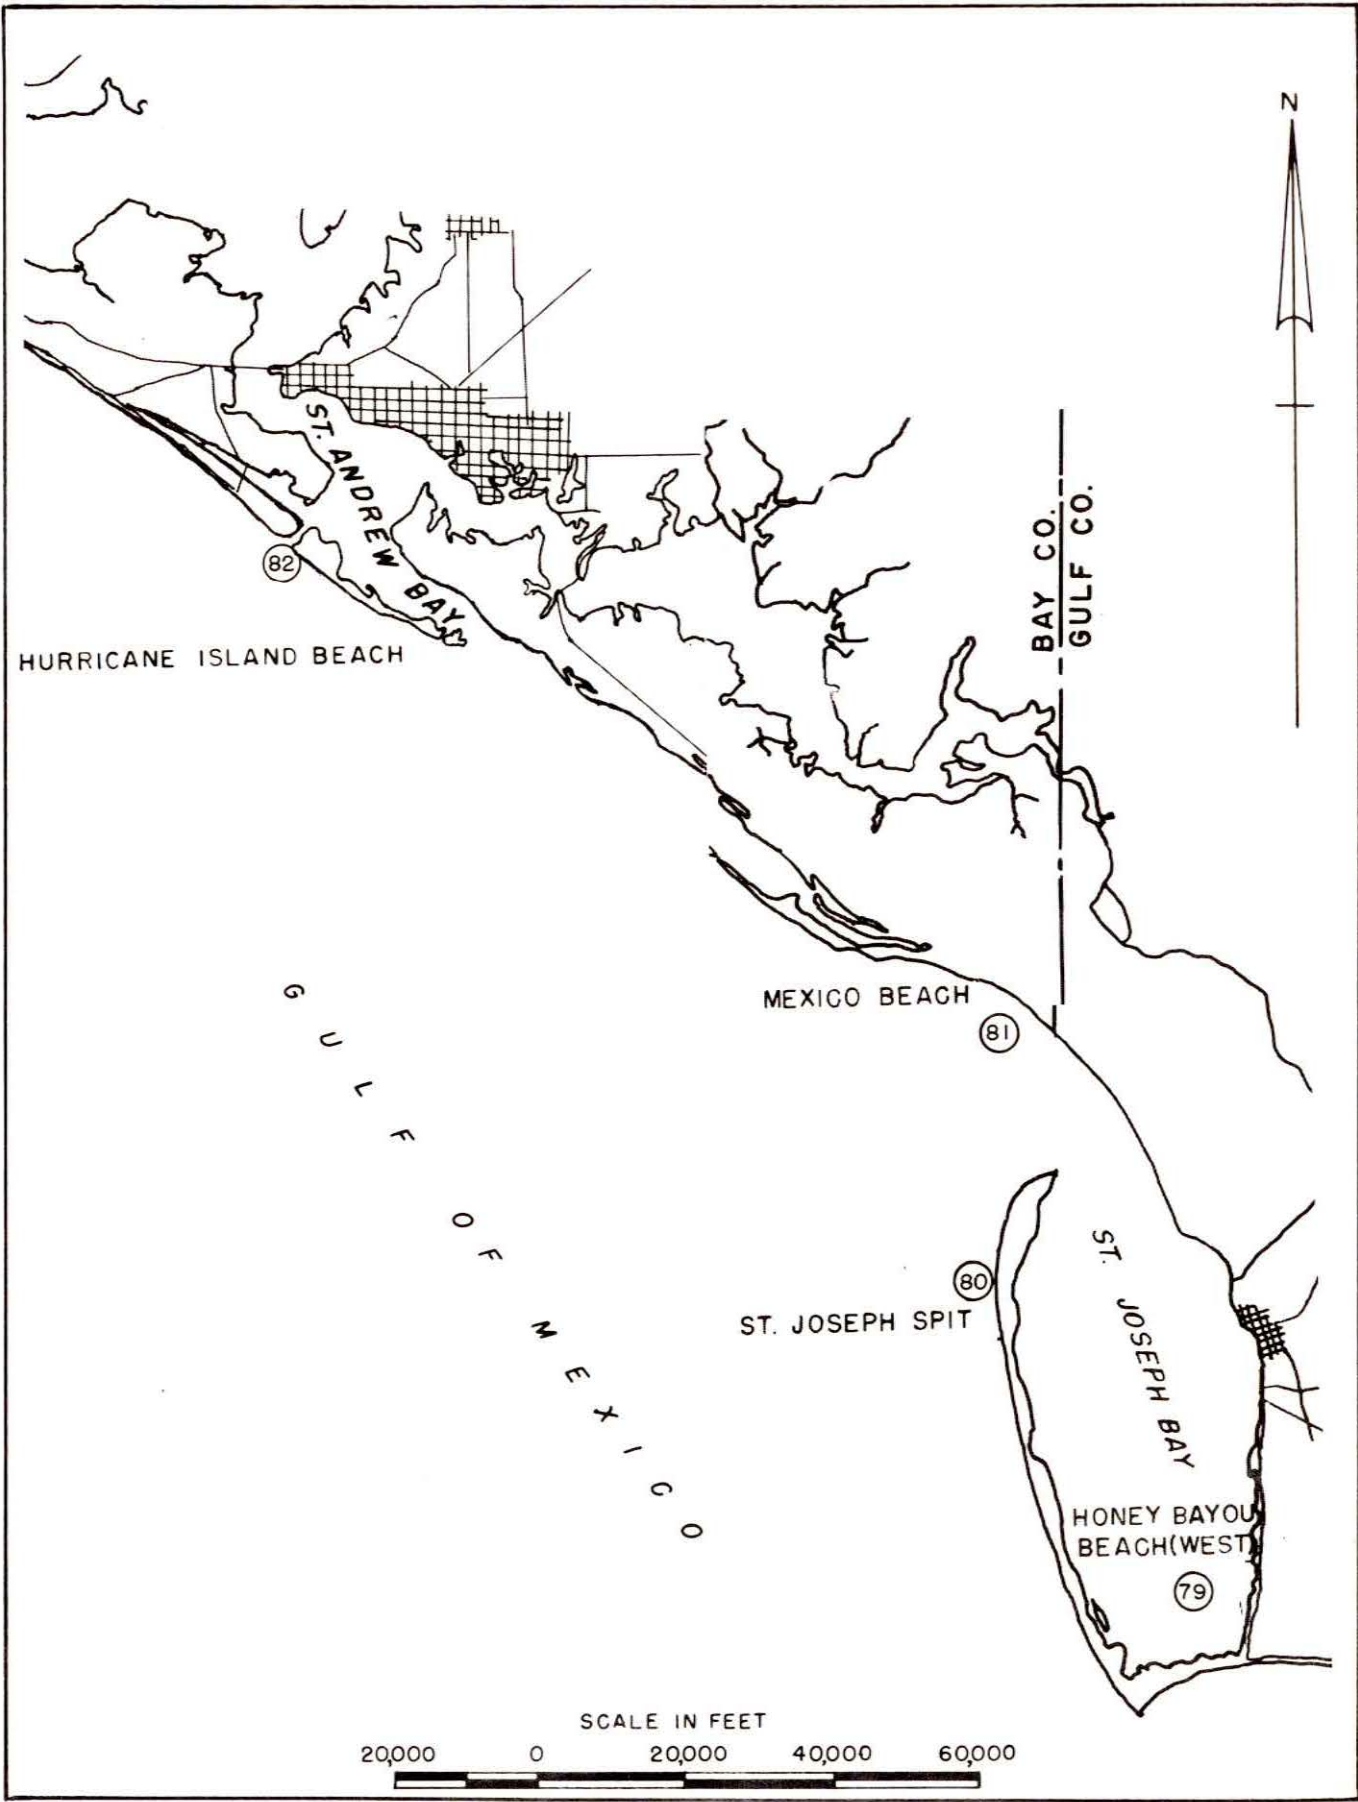 N
ST. ANDREW BAY
BAY CO.
GULF CO.
82
HURRICANE ISLAND BEACH
MEXICO BEACH
81
GULF OF MEXICO
80
ST. JOSEPH SPIT
ST. JOSEPH BAY
HONEY BAYOU
BEACH(WEST)
79
SCALE IN FEET
20,000 0 20,000 40,000 60,000